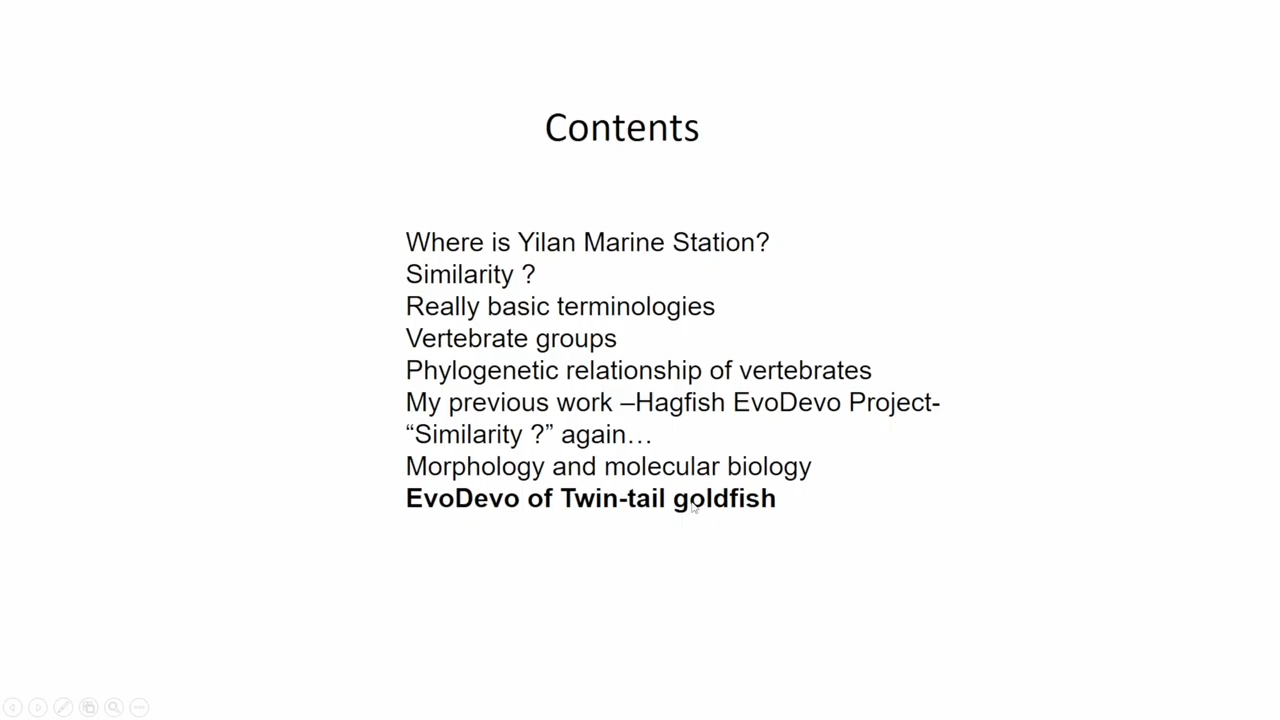 Contents
Where is Yilan Marine Station?
Similarity ?
Really basic terminologies
Vertebrate groups
Phylogenetic relationship of vertebrates
My previous work –Hagfish EvoDevo Project-
“Similarity ?” again…
Morphology and molecular biology
EvoDevo of Twin-tail goldfish